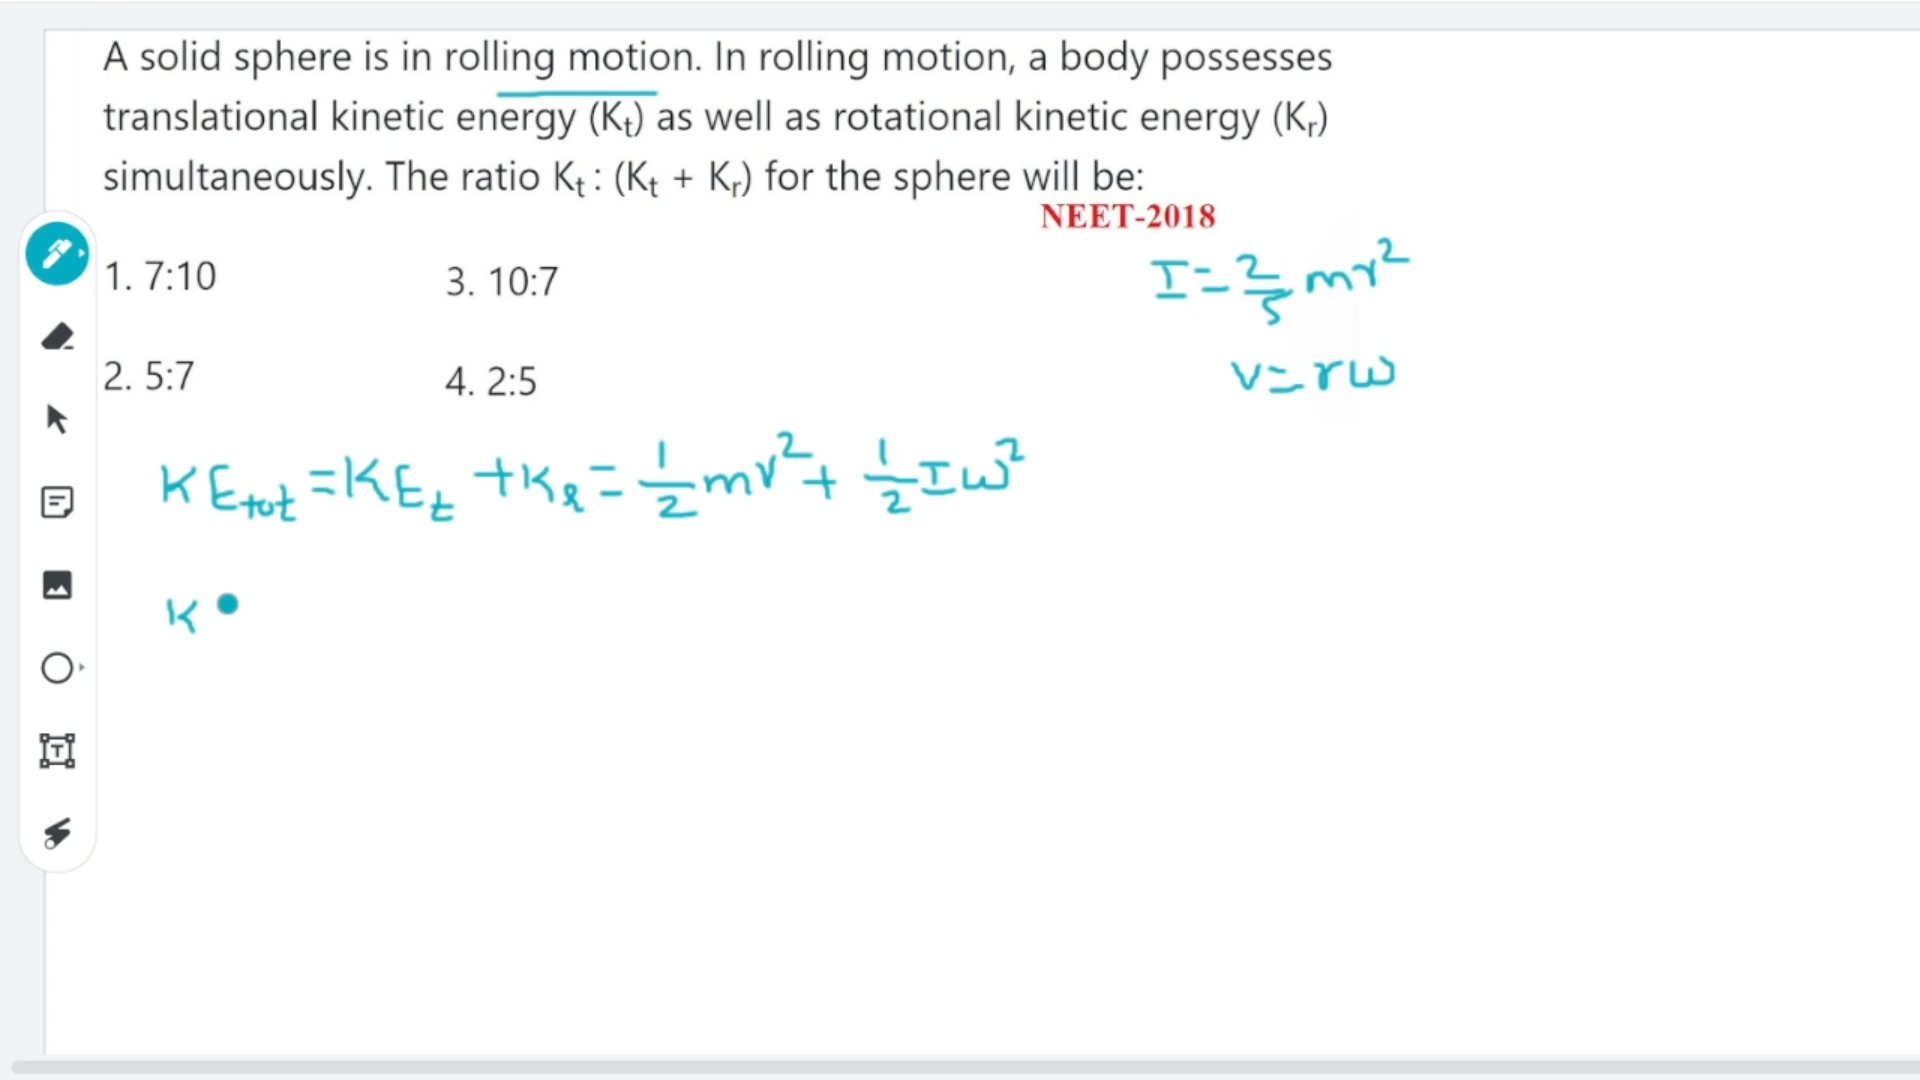 A solid sphere is in rolling motion. In rolling motion, a body possesses
translational kinetic energy (Kₜ) as well as rotational kinetic energy (Kᵣ)
simultaneously. The ratio Kₜ : (Kₜ + Kᵣ) for the sphere will be:
NEET-2018
1. 7:10
3. 10:7
2. 5:7
4. 2:5
I = 2/5 mr²
v = rω
KE_tot = KE_t + K_R = 1/2 mv² + 1/2 Iω²
K